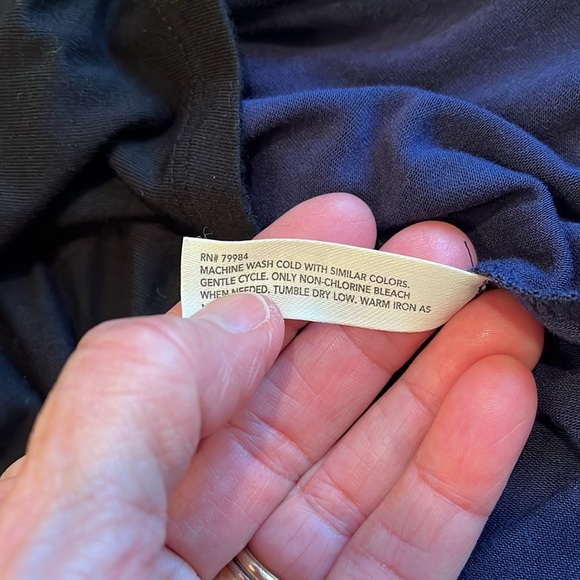 RN# 79984
MACHINE WASH COLD WITH SIMILAR COLORS.
GENTLE CYCLE. ONLY NON-CHLORINE BLEACH
WHEN NEEDED. TUMBLE DRY LOW. WARM IRON AS